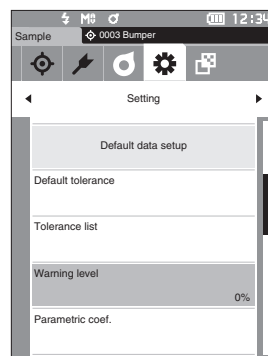 M 12:34
Sample 0003 Bumper
Setting
Default data setup
Default tolerance
Tolerance list
Warning level
0%
Parametric coef.